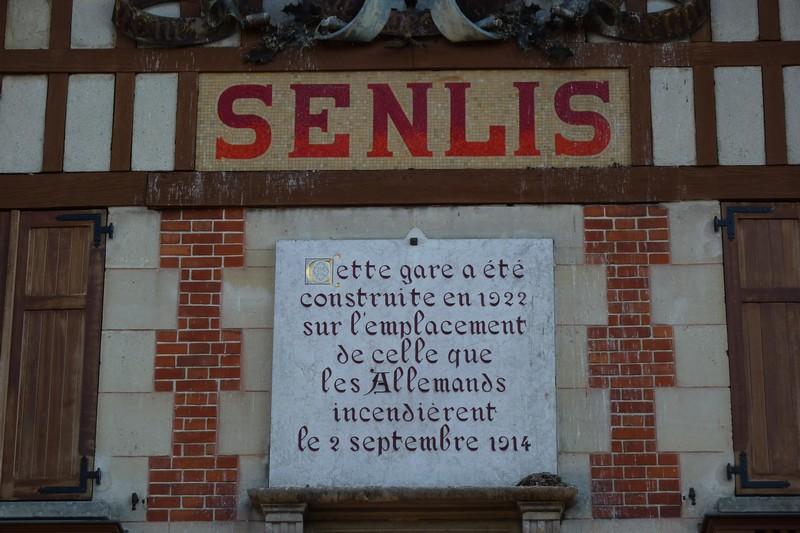 SENLIS
Cette gare a été
construite en 1922
sur l'emplacement
de celle que
les Allemands
incendièrent
le 2 septembre 1914